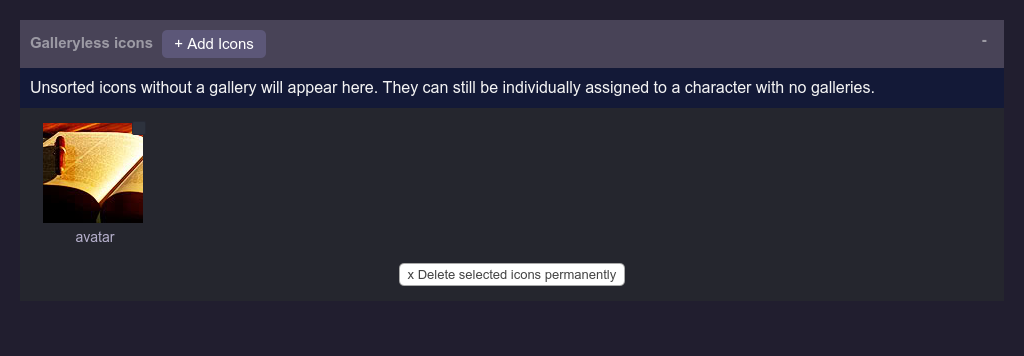 Galleryless icons + Add Icons -
Unsorted icons without a gallery will appear here. They can still be individually assigned to a character with no galleries.
avatar
x Delete selected icons permanently